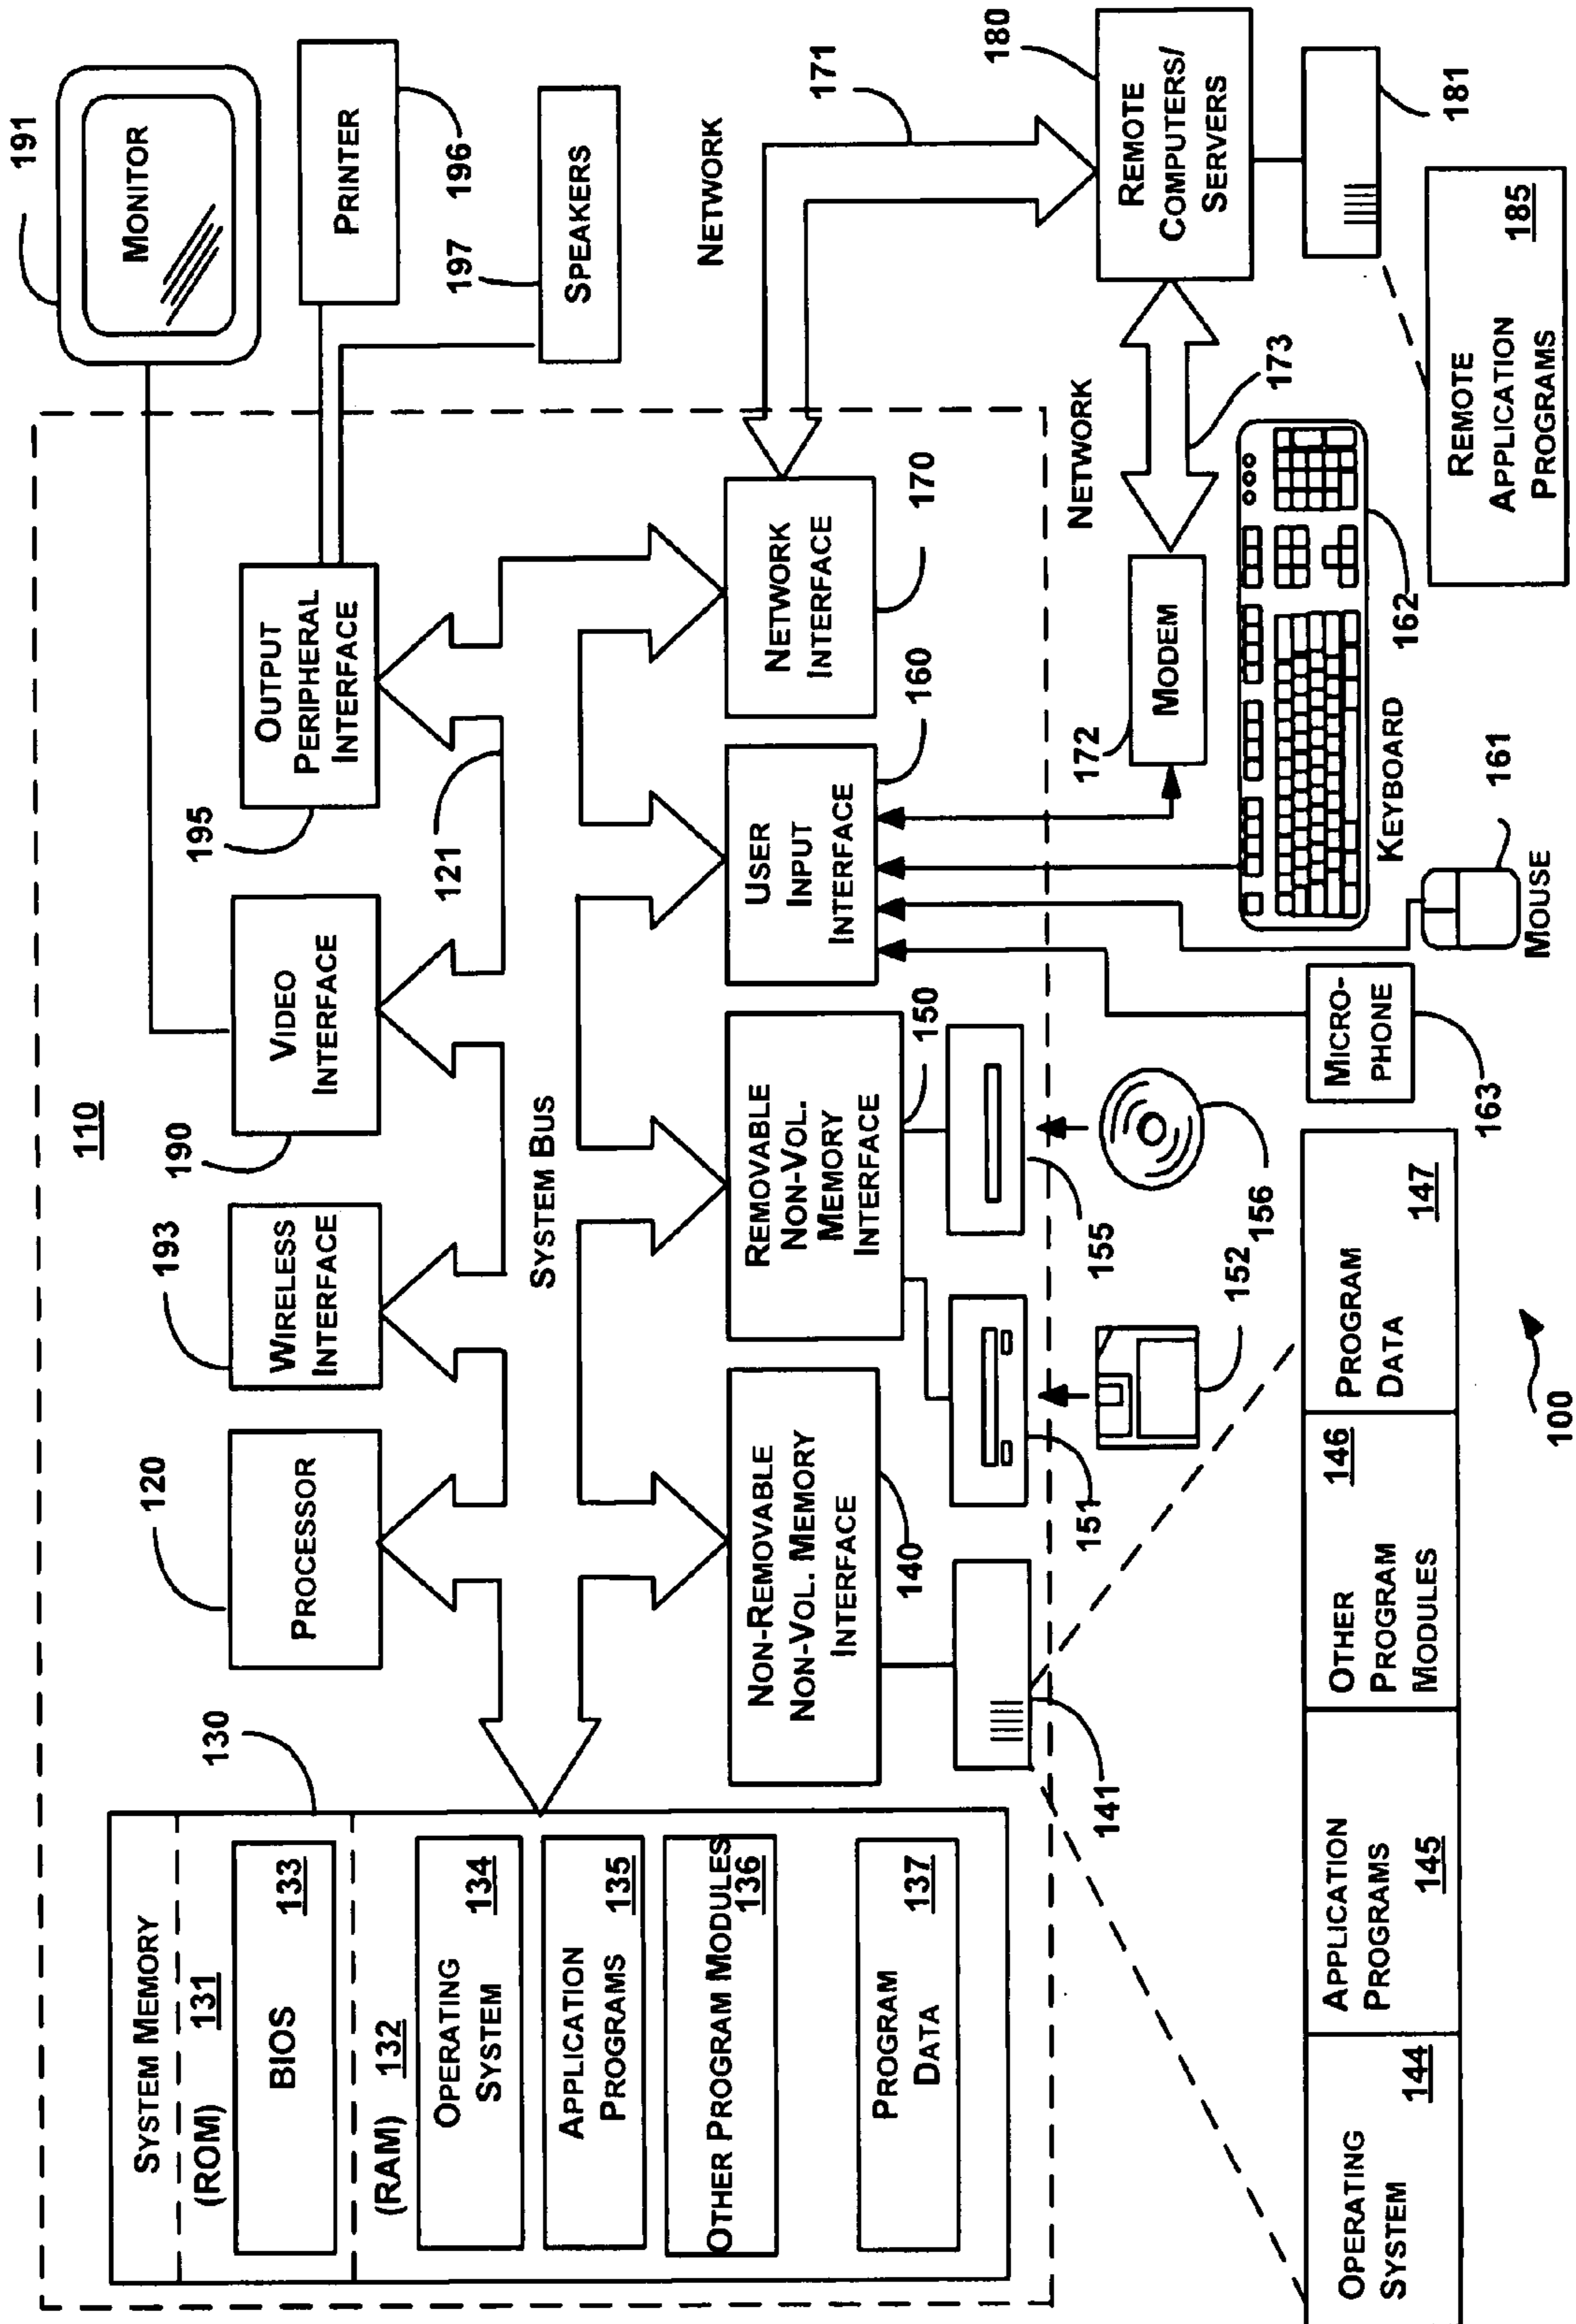 110
SYSTEM MEMORY
(ROM) 131
BIOS
133
(RAM) 132
OPERATING
SYSTEM
134
APPLICATION
PROGRAMS
135
OTHER PROGRAM MODULES
136
PROGRAM
DATA
137
130
120
PROCESSOR
193
WIRELESS
INTERFACE
190
VIDEO
INTERFACE
195
OUTPUT
PERIPHERAL
INTERFACE
191
MONITOR
PRINTER
196
197
SPEAKERS
SYSTEM BUS
121
NON-REMOVABLE
NON-VOL. MEMORY
INTERFACE
140
REMOVABLE
NON-VOL.
MEMORY
INTERFACE
150
USER
INPUT
INTERFACE
160
NETWORK
INTERFACE
170
NETWORK
171
141
151
152
155
156
172
MODEM
NETWORK
173
REMOTE
COMPUTERS/
SERVERS
180
181
REMOTE
APPLICATION
PROGRAMS
185
162
KEYBOARD
161
MOUSE
MICRO-
PHONE
163
OPERATING
SYSTEM
144
APPLICATION
PROGRAMS
145
OTHER
PROGRAM
MODULES
146
PROGRAM
DATA
147
100